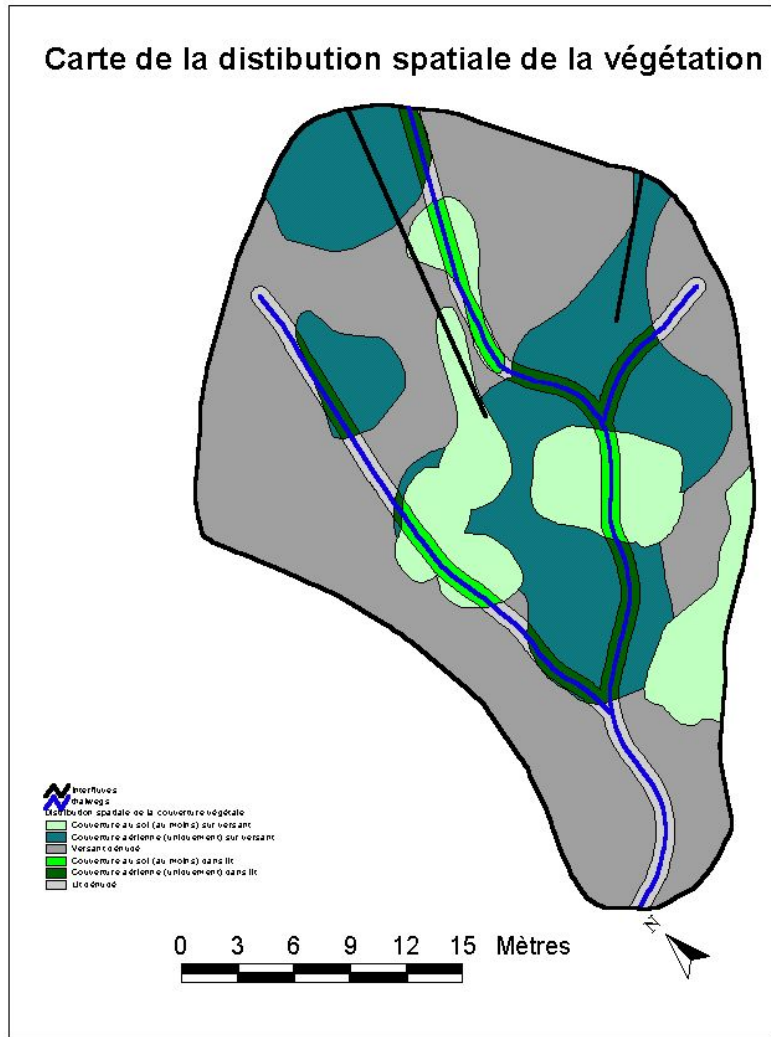 Carte de la distibution spatiale de la végétation
Interfluves
thalwegs
Distribution spatiale de la couverture végétale
Couverture au sol (au moins) sur versant
Couverture aérienne (uniquement) sur versant
Versant dénudé
Couverture au sol (au moins) dans lit
Couverture aérienne (uniquement) dans lit
Lit dénudé
N
0 3 6 9 12 15 Mètres